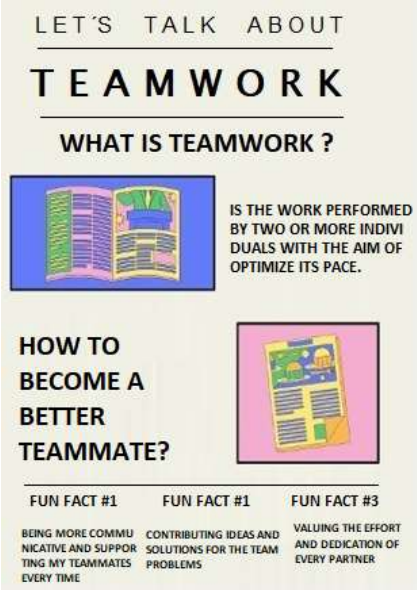 LET´S TALK ABOUT
TEAMWORK
WHAT IS TEAMWORK ?
IS THE WORK PERFORMED
BY TWO OR MORE INDIVI
DUALS WITH THE AIM OF
OPTIMIZE ITS PACE.
HOW TO
BECOME A
BETTER
TEAMMATE?
FUN FACT #1
BEING MORE COMMU
NICATIVE AND SUPPOR
TING MY TEAMMATES
EVERY TIME
FUN FACT #1
CONTRIBUTING IDEAS AND
SOLUTIONS FOR THE TEAM
PROBLEMS
FUN FACT #3
VALUING THE EFFORT
AND DEDICATION OF
EVERY PARTNER